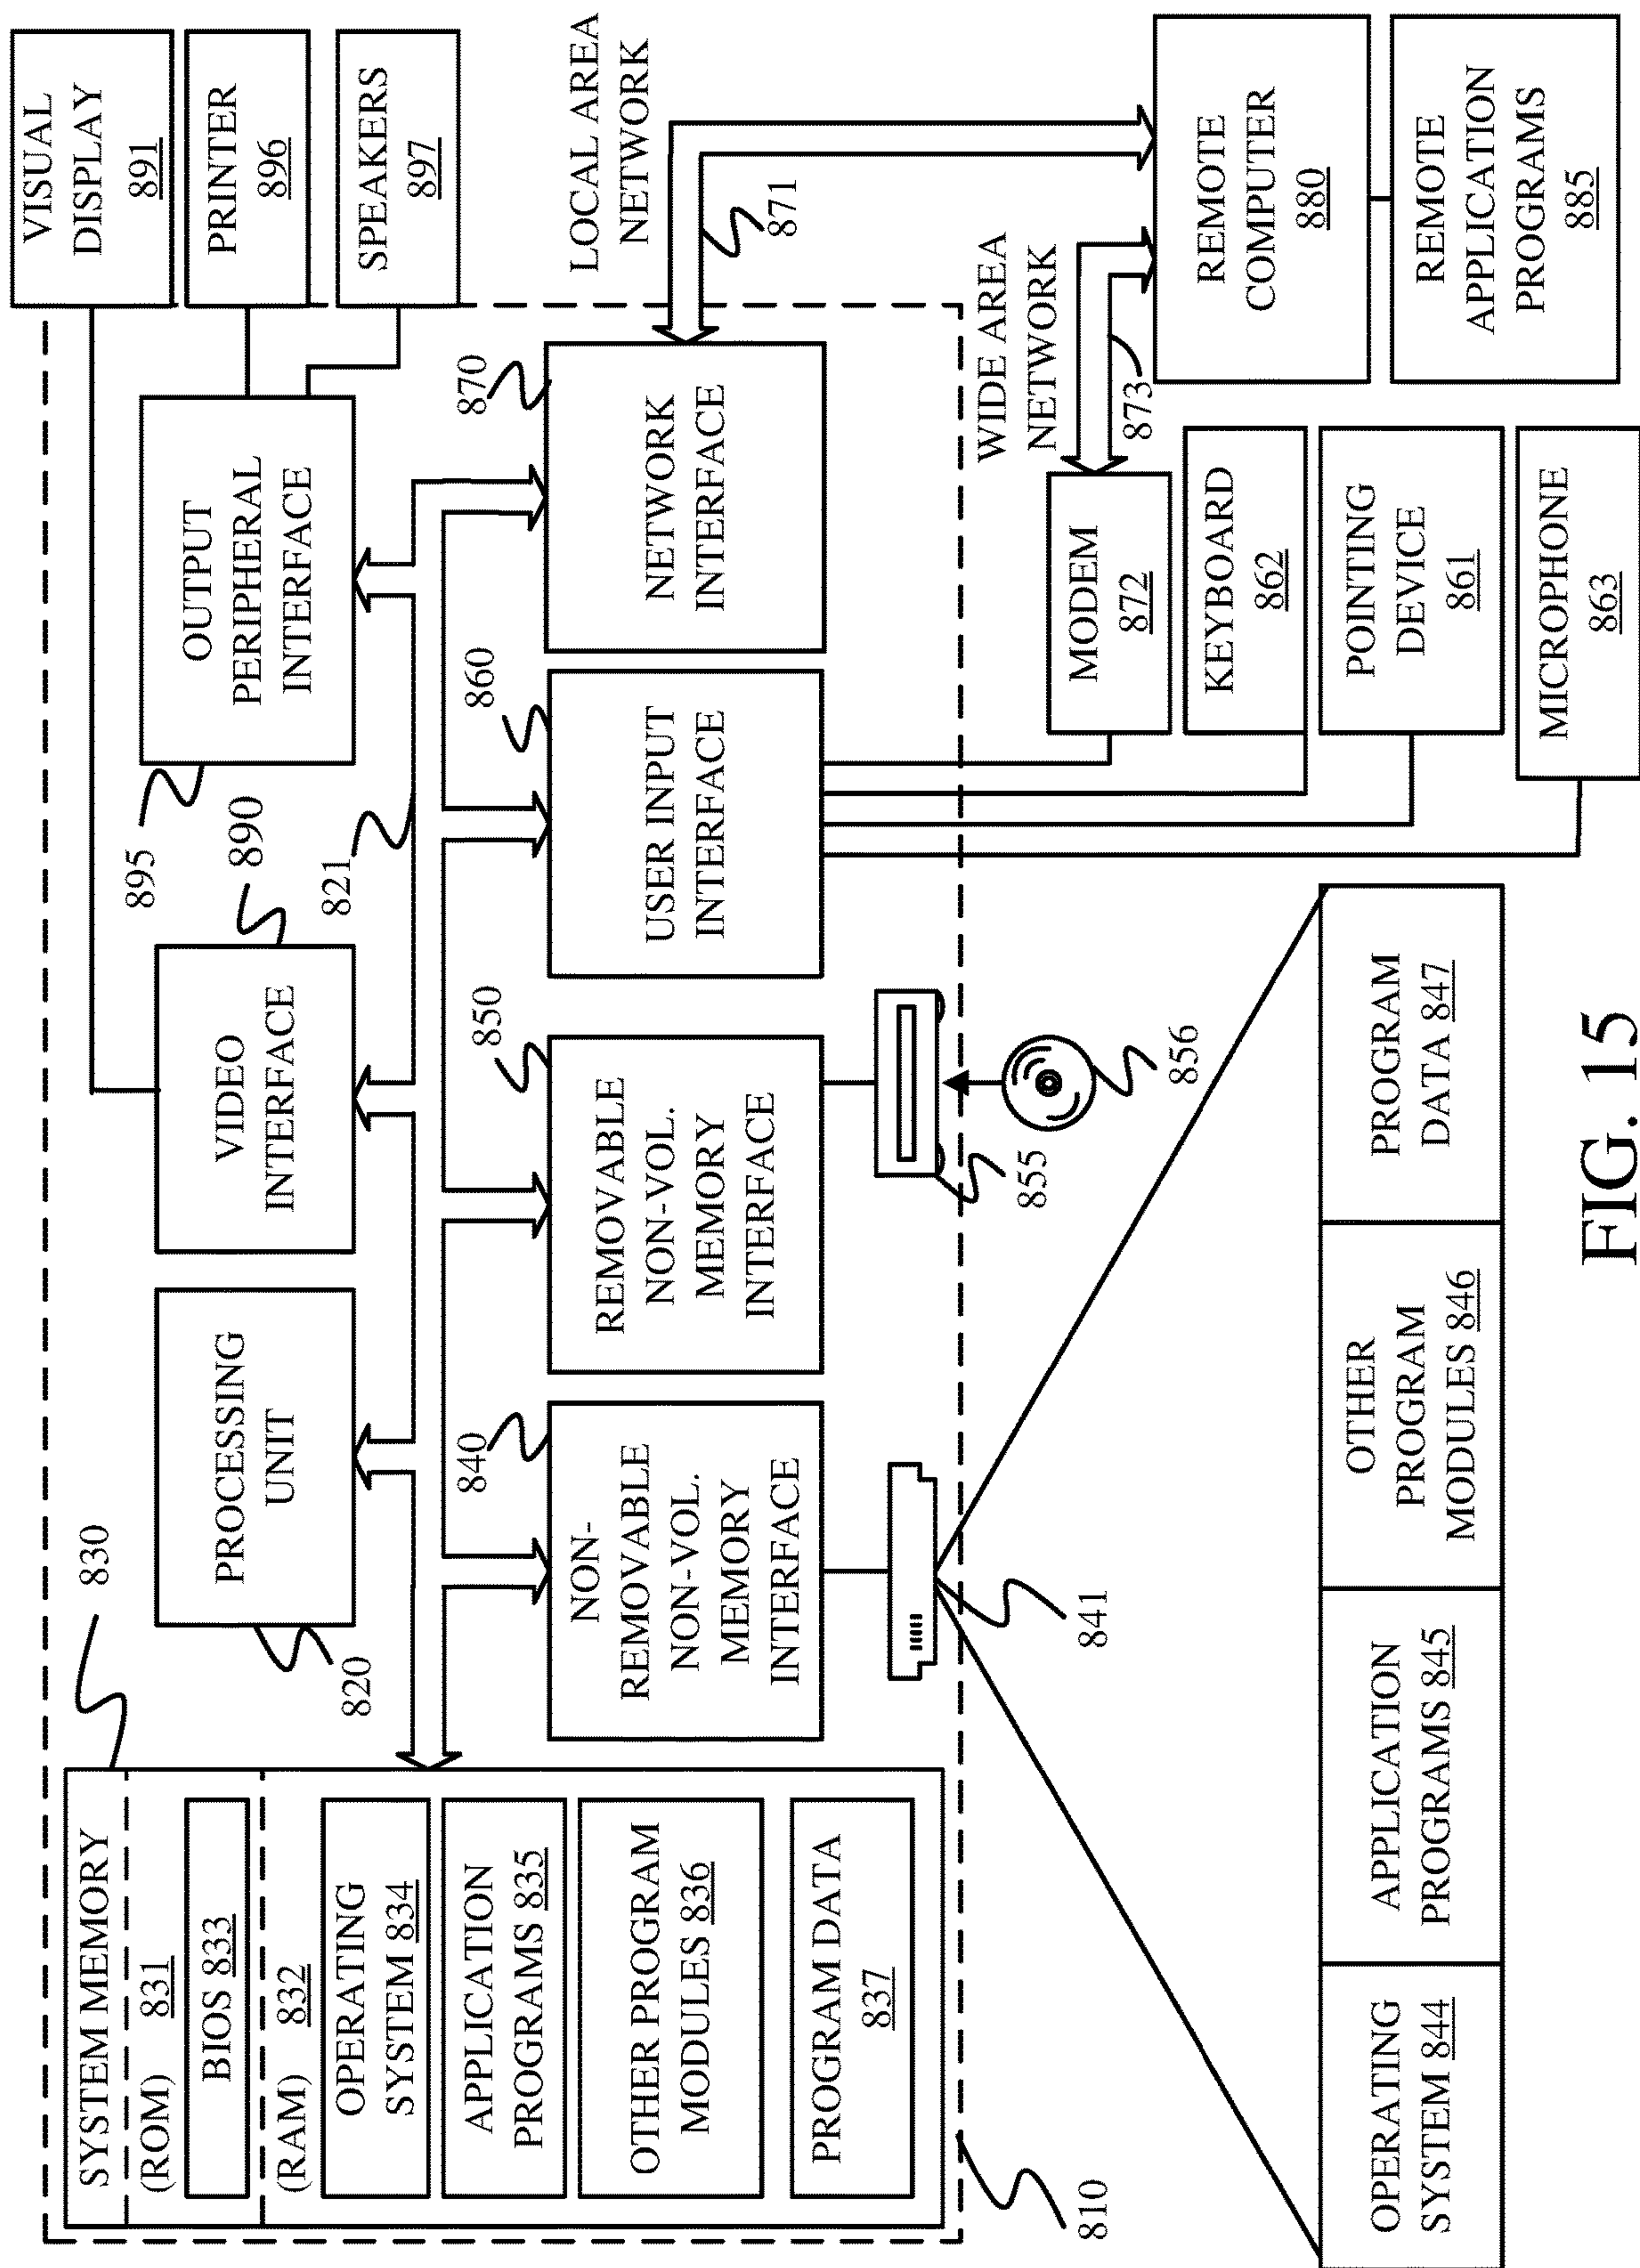 SYSTEM MEMORY
(ROM) 831
BIOS 833
(RAM) 832
OPERATING
SYSTEM 834
APPLICATION
PROGRAMS 835
OTHER PROGRAM
MODULES 836
PROGRAM DATA
837
830
PROCESSING
UNIT
820
VIDEO
INTERFACE
890
821
OUTPUT
PERIPHERAL
INTERFACE
895
VISUAL
DISPLAY
891
PRINTER
896
SPEAKERS
897
840
NON-
REMOVABLE
NON-VOL.
MEMORY
INTERFACE
850
REMOVABLE
NON-VOL.
MEMORY
INTERFACE
860
USER INPUT
INTERFACE
870
NETWORK
INTERFACE
LOCAL AREA
NETWORK
871
810
841
855
856
WIDE AREA
NETWORK
873
MODEM
872
KEYBOARD
862
POINTING
DEVICE
861
MICROPHONE
863
REMOTE
COMPUTER
880
REMOTE
APPLICATION
PROGRAMS
885
OPERATING
SYSTEM 844
APPLICATION
PROGRAMS 845
OTHER
PROGRAM
MODULES 846
PROGRAM
DATA 847
FIG. 15